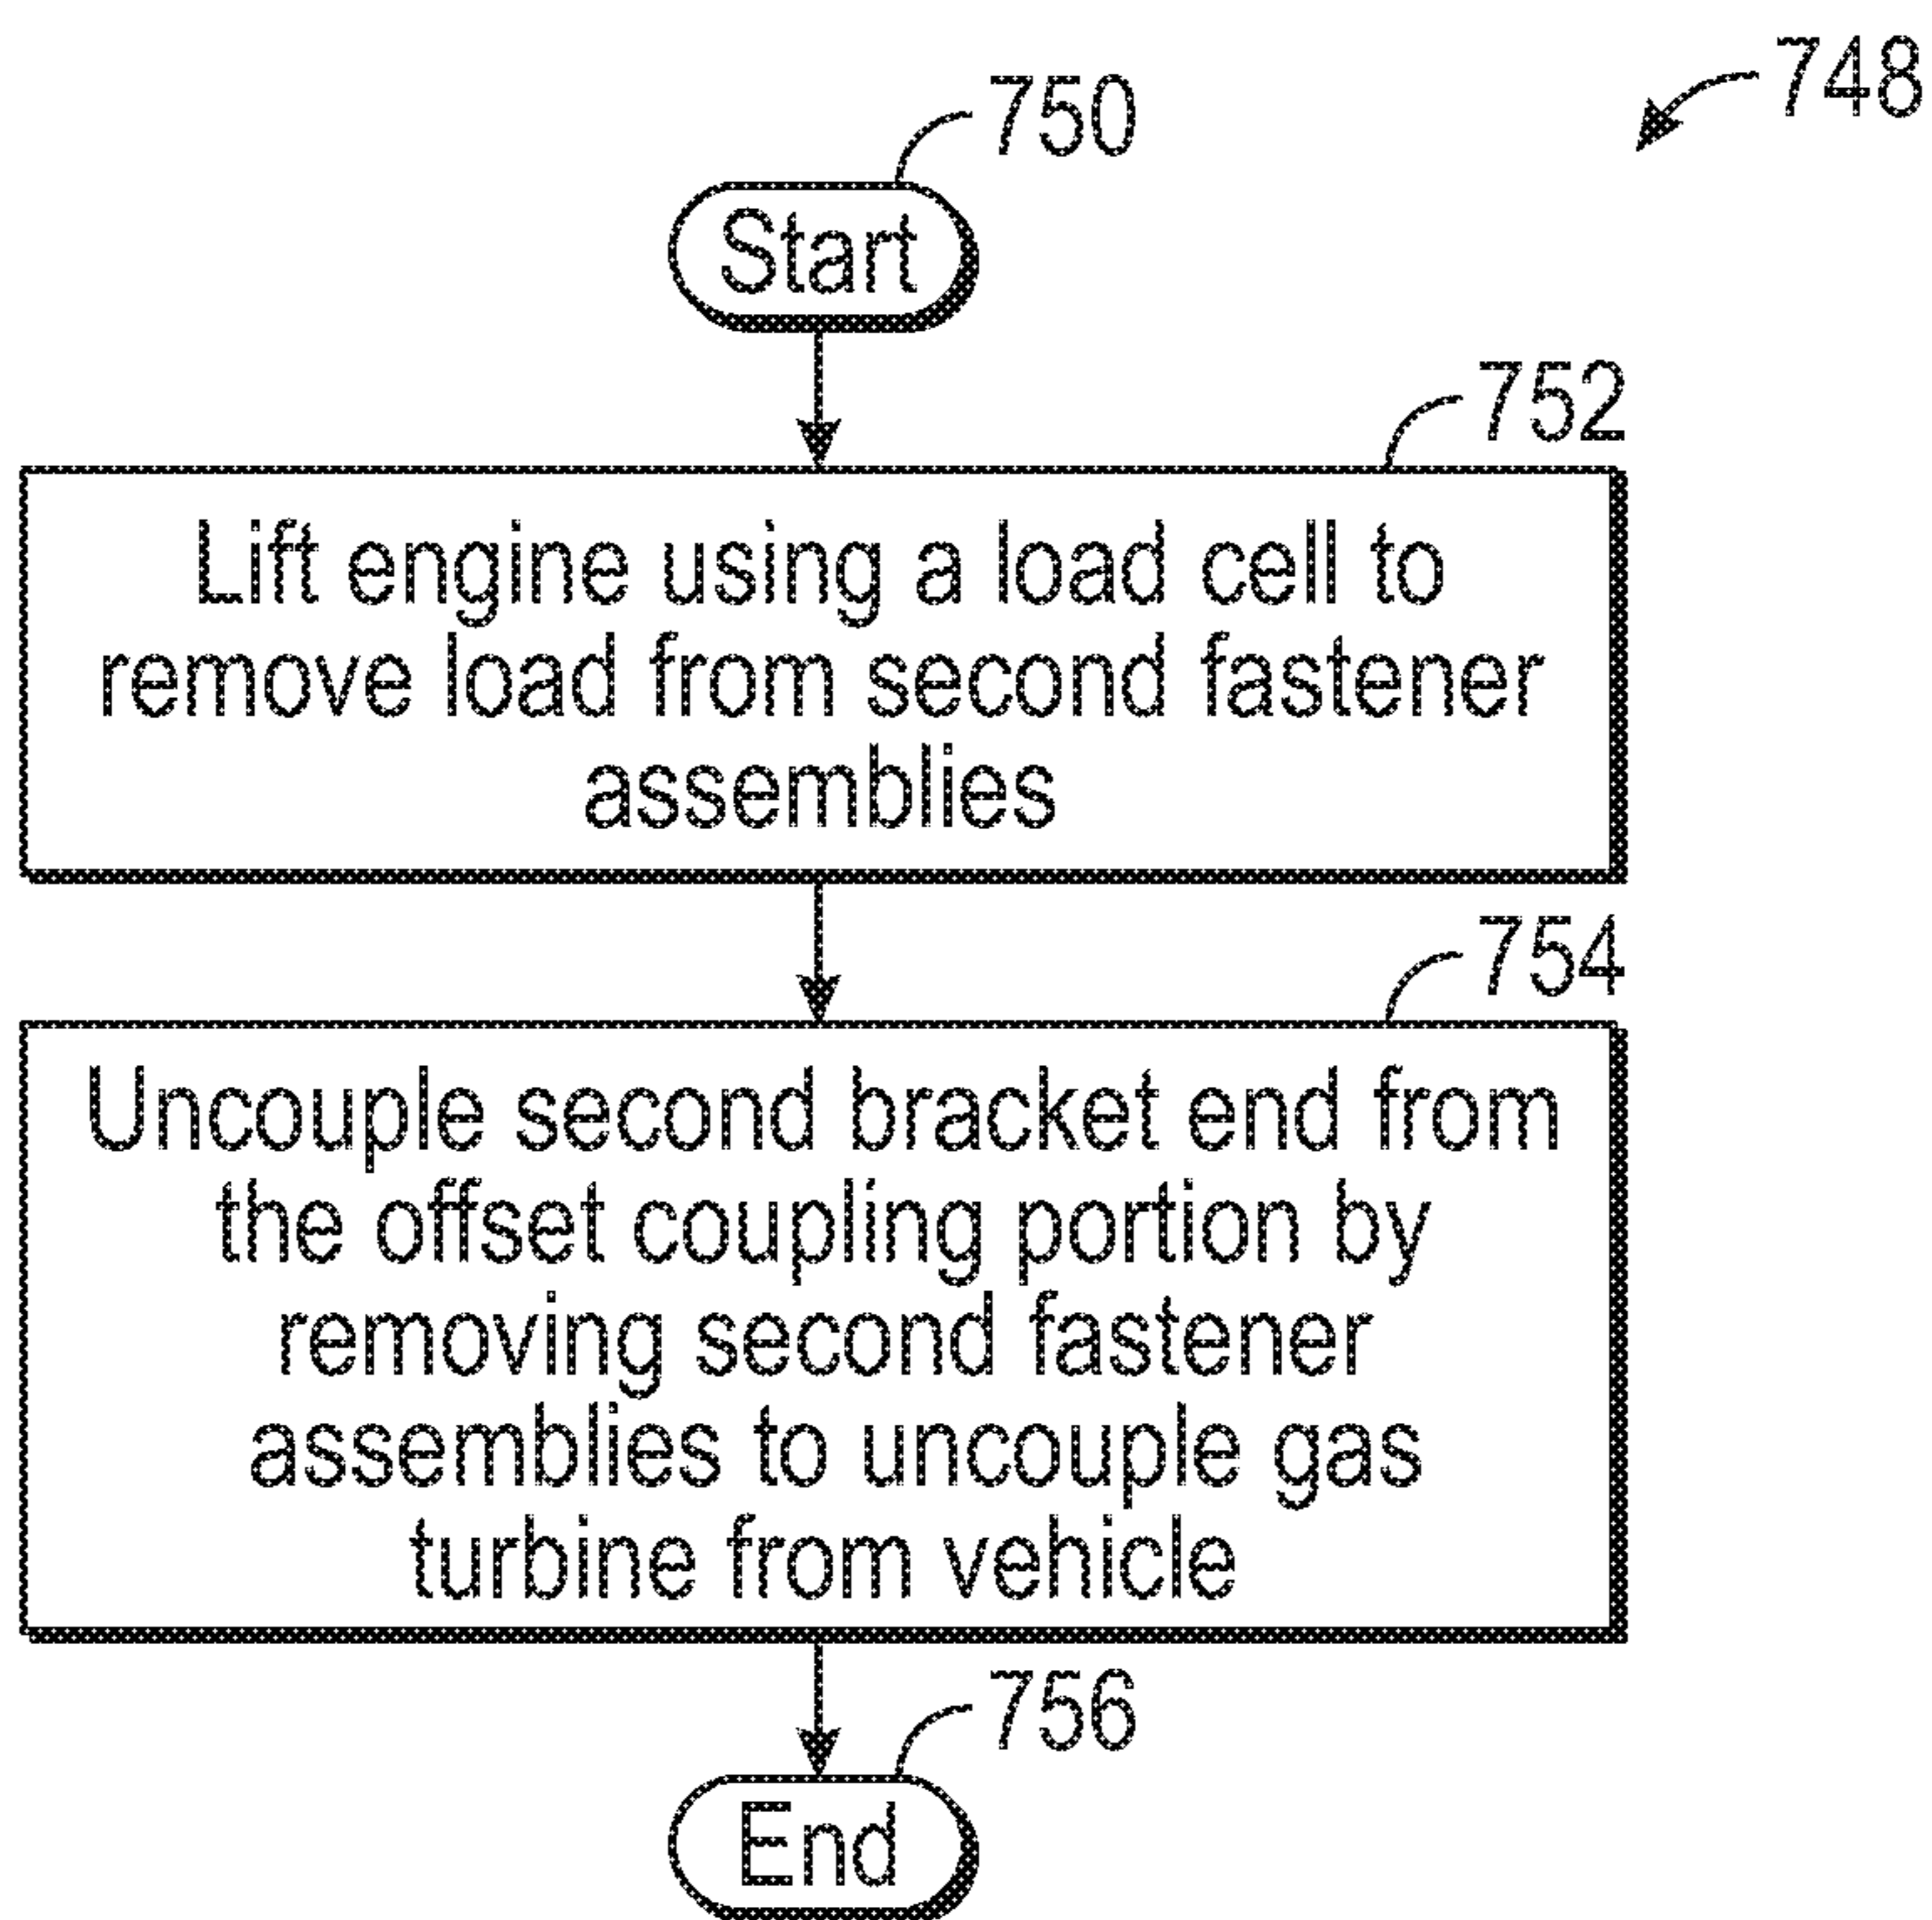 748
750
Start
752
Lift engine using a load cell to
remove load from second fastener
assemblies
754
Uncouple second bracket end from
the offset coupling portion by
removing second fastener
assemblies to uncouple gas
turbine from vehicle
756
End